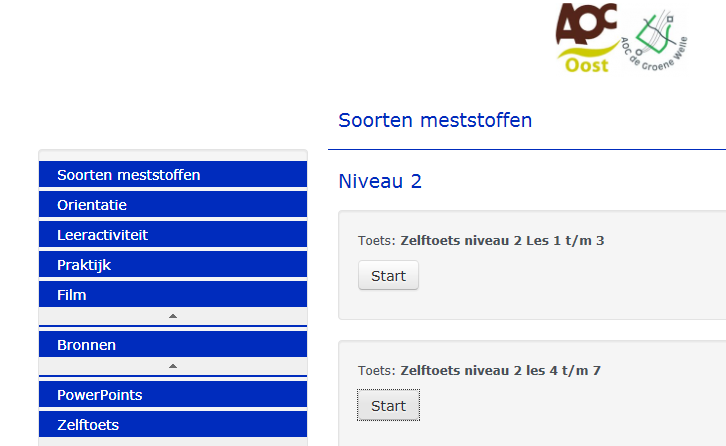 AOC
Oost
AOC de Groene Welle
Soorten meststoffen
Soorten meststoffen
Orientatie
Leeractiviteit
Praktijk
Film
Bronnen
PowerPoints
Zelftoets
Niveau 2
Toets: Zelftoets niveau 2 Les 1 t/m 3
Start
Toets: Zelftoets niveau 2 les 4 t/m 7
Start